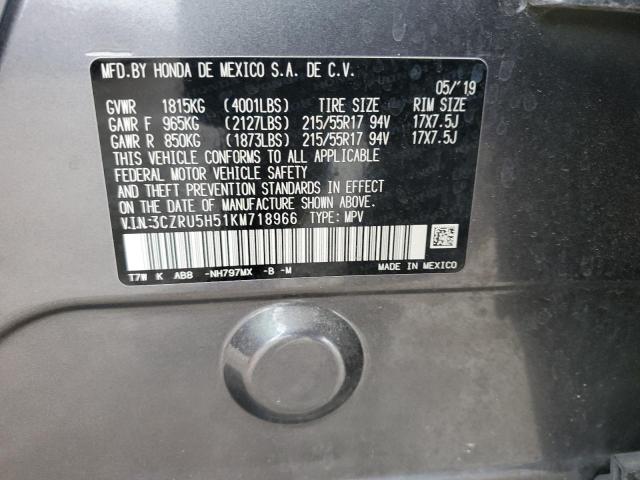 MFD.BY HONDA DE MEXICO S.A. DE C.V.
05/'19
GVWR 1815KG (4001LBS) TIRE SIZE RIM SIZE
GAWR F 965KG (2127LBS) 215/55R17 94V 17X7.5J
GAWR R 850KG (1873LBS) 215/55R17 94V 17X7.5J
THIS VEHICLE CONFORMS TO ALL APPLICABLE
FEDERAL MOTOR VEHICLE SAFETY
AND THEFT PREVENTION STANDARDS IN EFFECT
ON THE DATE OF MANUFACTURE SHOWN ABOVE.
V.I.N.:3CZRU5H51KM718966 TYPE: MPV
T7W K AB8 -NH797MX -B -M MADE IN MEXICO